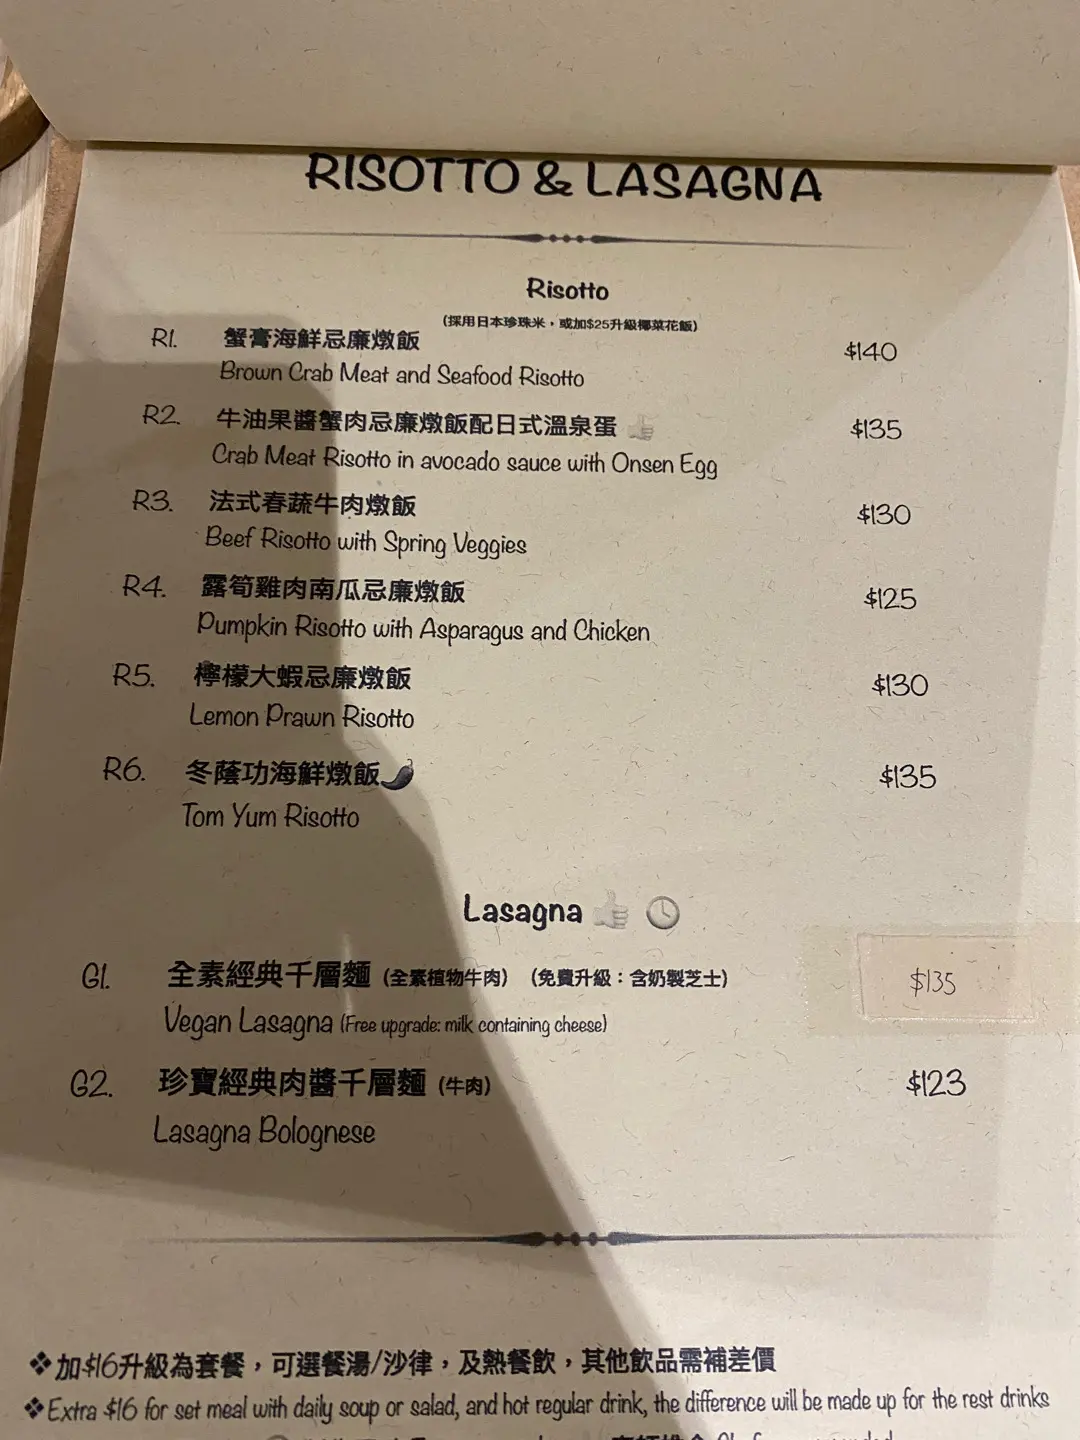 RISOTTO & LASAGNA
Risotto
(採用日本珍珠米，或加$25升級椰菜花飯)
R1. 蟹膏海鮮忌廉燉飯 $140
Brown Crab Meat and Seafood Risotto
R2. 牛油果醬蟹肉忌廉燉飯配日式溫泉蛋 $135
Crab Meat Risotto in avocado sauce with Onsen Egg
R3. 法式春蔬牛肉燉飯 $130
Beef Risotto with Spring Veggies
R4. 露筍雞肉南瓜忌廉燉飯 $125
Pumpkin Risotto with Asparagus and Chicken
R5. 檸檬大蝦忌廉燉飯 $130
Lemon Prawn Risotto
R6. 冬蔭功海鮮燉飯 $135
Tom Yum Risotto
Lasagna
G1. 全素經典千層麵 (全素植物牛肉) (免費升級：含奶製芝士) $135
Vegan Lasagna (Free upgrade: milk containing cheese)
G2. 珍寶經典肉醬千層麵 (牛肉) $123
Lasagna Bolognese
❖加$16升級為套餐，可選餐湯/沙律，及熱餐飲，其他飲品需補差價
❖Extra $16 for set meal with daily soup or salad, and hot regular drink, the difference will be made up for the rest drinks